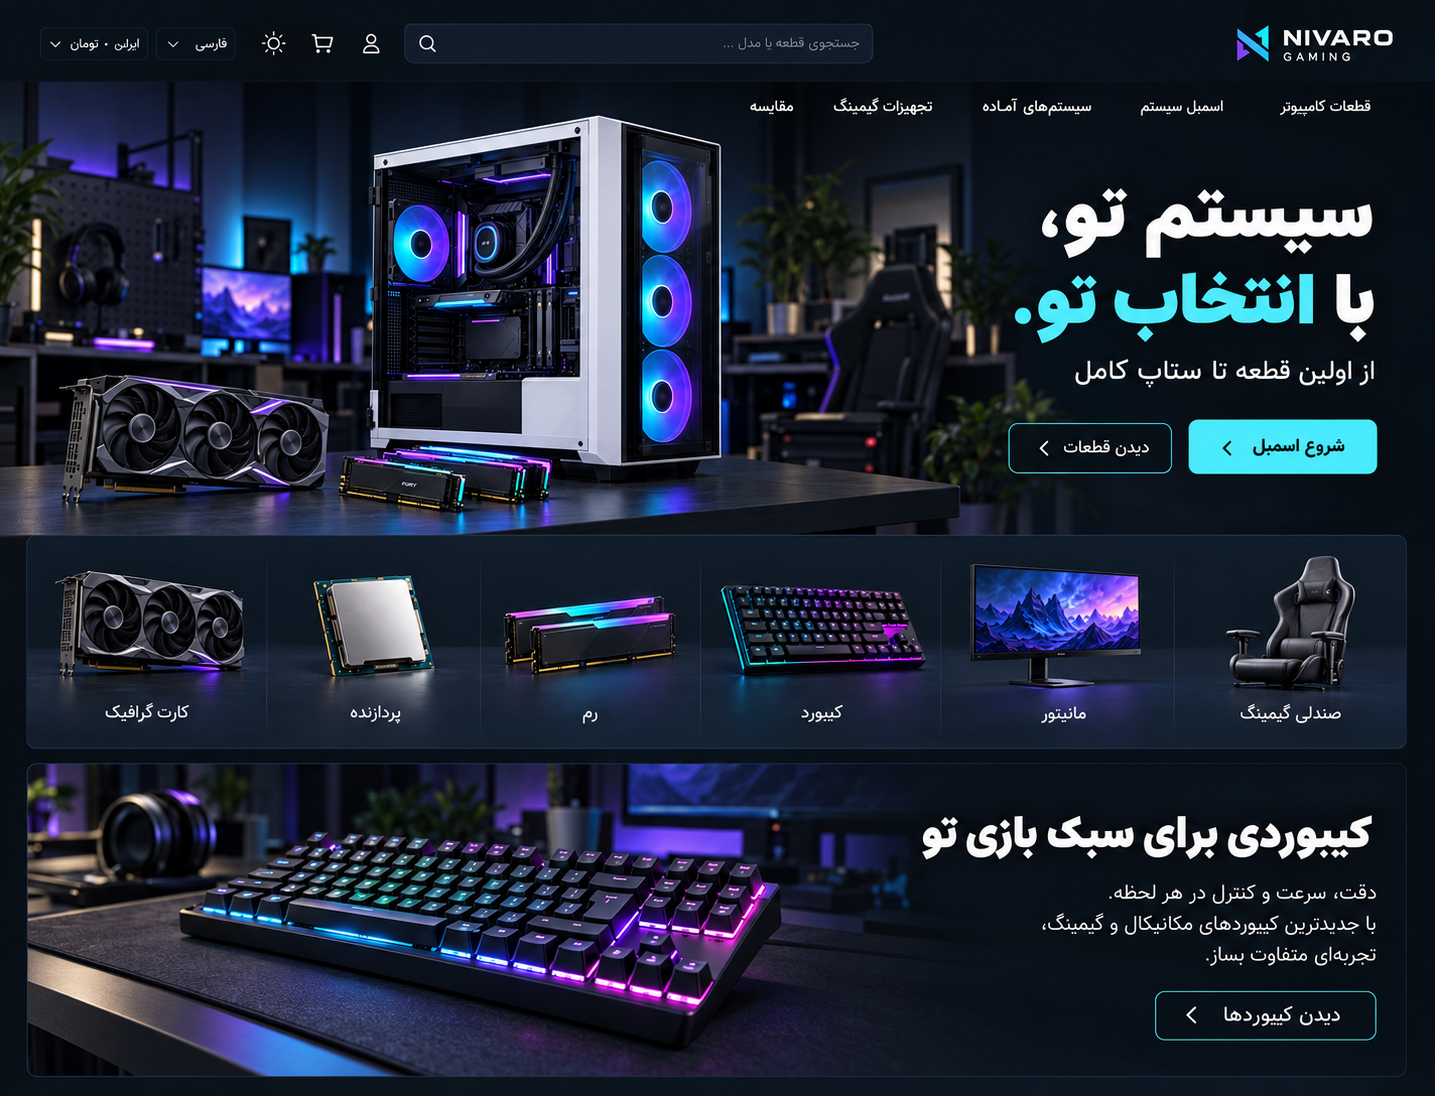 NIVARO
GAMING
جستجوی قطعه یا مدل ...
فارسی
ایران • تومان
قطعات کامپیوتر
اسمبل سیستم
سیستم‌های آماده
تجهیزات گیمینگ
مقایسه
سیستم تو،
با انتخاب تو.
از اولین قطعه تا ستاپ کامل
شروع اسمبل
دیدن قطعات
FURY
صندلی گیمینگ
مانیتور
کیبورد
رم
پردازنده
کارت گرافیک
کیبوردی برای سبک بازی تو
دقت، سرعت و کنترل در هر لحظه.
با جدیدترین کیبوردهای مکانیکال و گیمینگ،
تجربه‌ای متفاوت بساز.
دیدن کیبوردها